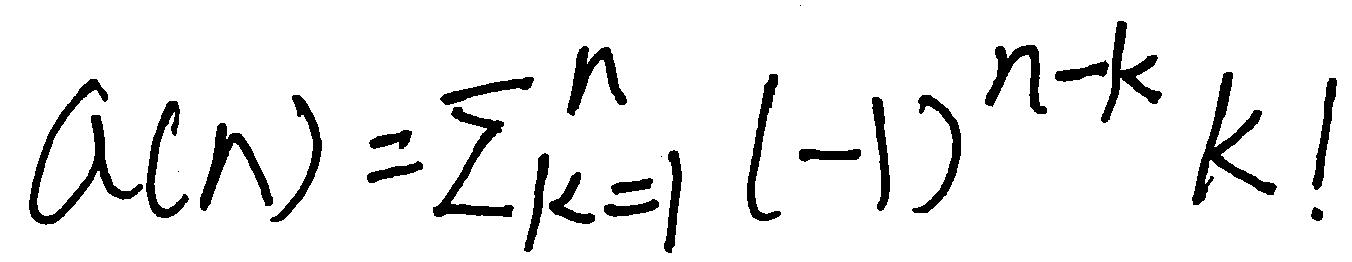 a(n) = Σ_{k=1}^{n} (-1)^{n-k} k!